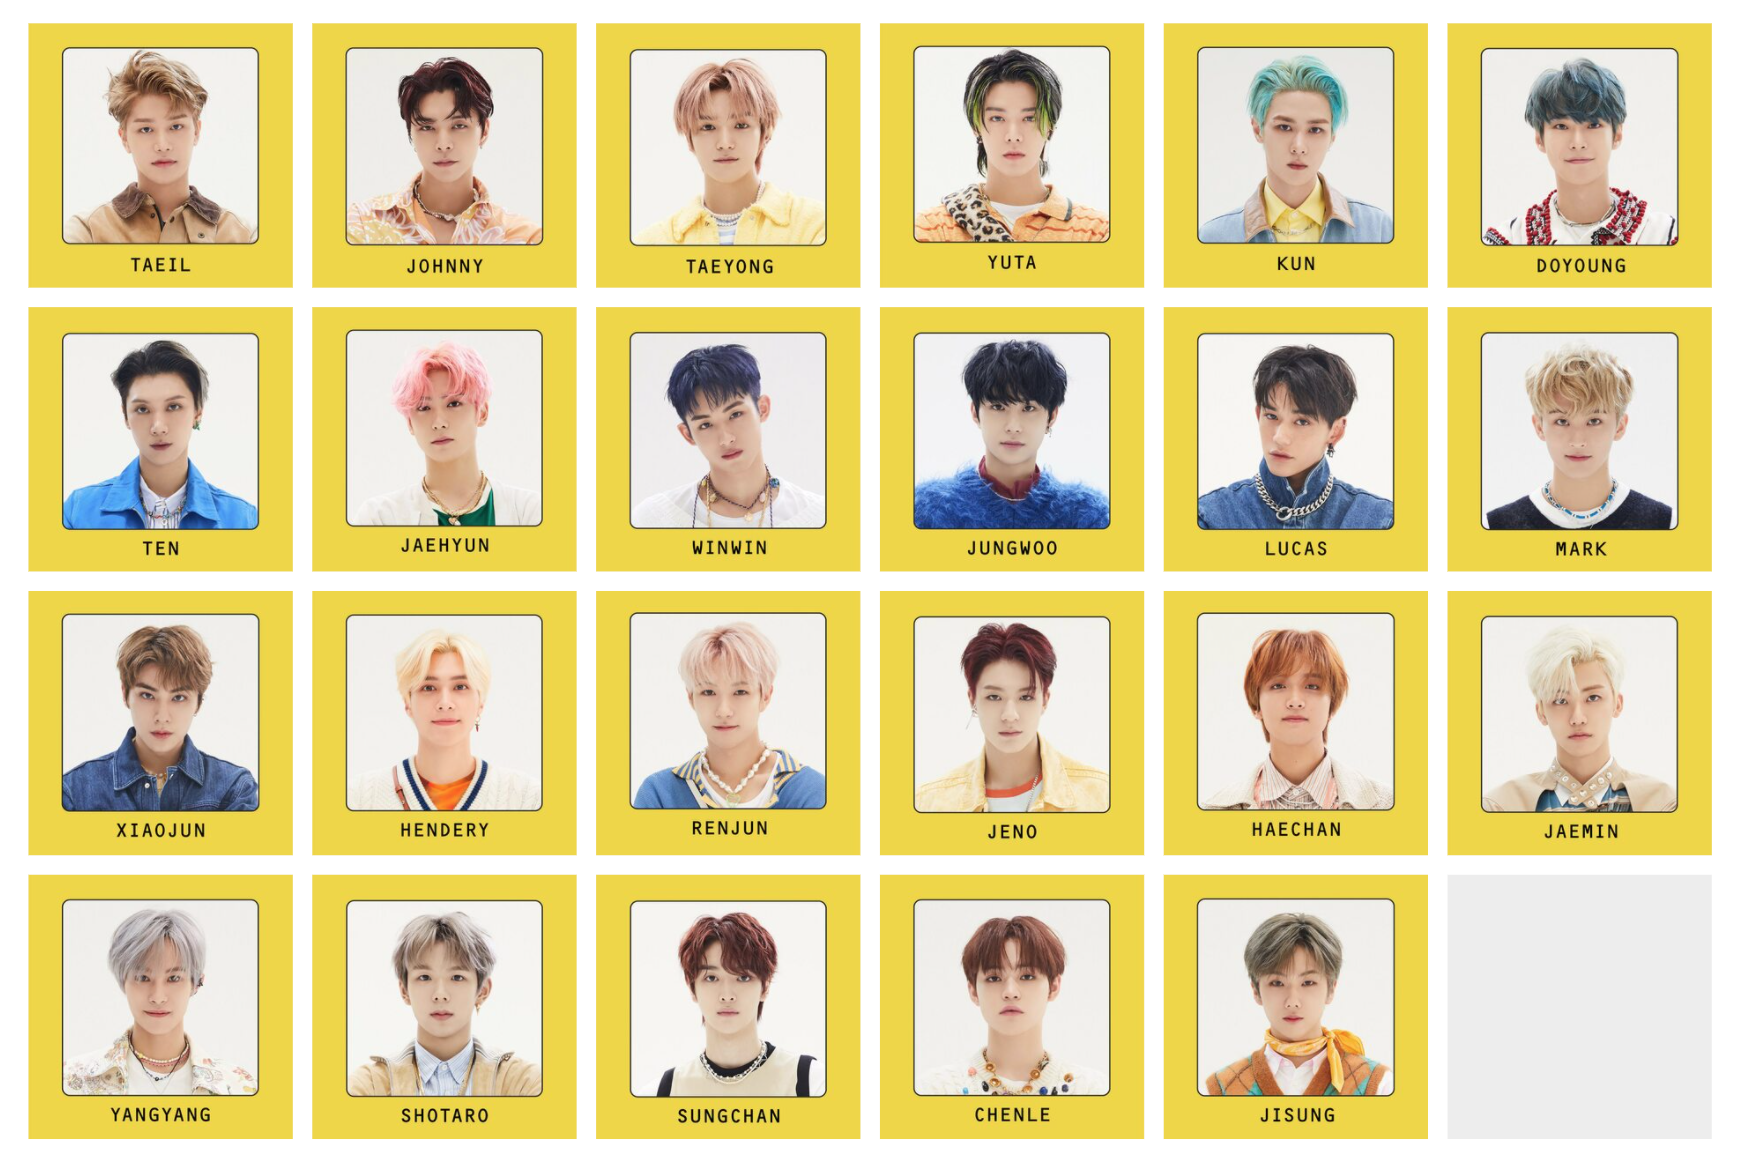 TAEIL
JOHNNY
TAEYONG
YUTA
KUN
DOYOUNG
TEN
JAEHYUN
WINWIN
JUNGWOO
LUCAS
MARK
XIAOJUN
HENDERY
RENJUN
JENO
HAECHAN
JAEMIN
YANGYANG
SHOTARO
SUNGCHAN
CHENLE
JISUNG